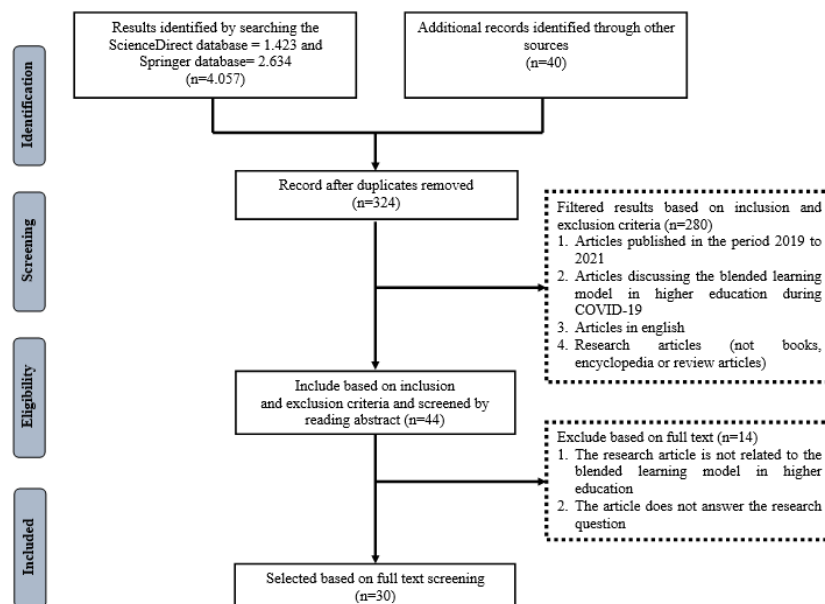 Results identified by searching the
ScienceDirect database = 1.423 and
Springer database= 2.634
(n=4.057)
Additional records identified through other
sources
(n=40)
Identification
Record after duplicates removed
(n=324)
Screening
Filtered results based on inclusion and
exclusion criteria (n=280)
1. Articles published in the period 2019 to
2021
2. Articles discussing the blended learning
model in higher education during
COVID-19
3. Articles in english
4. Research articles (not books,
encyclopedia or review articles)
Eligibility
Include based on inclusion
and exclusion criteria and screened by
reading abstract (n=44)
Exclude based on full text (n=14)
1. The research article is not related to the
blended learning model in higher
education
2. The article does not answer the research
question
Included
Selected based on full text screening
(n=30)